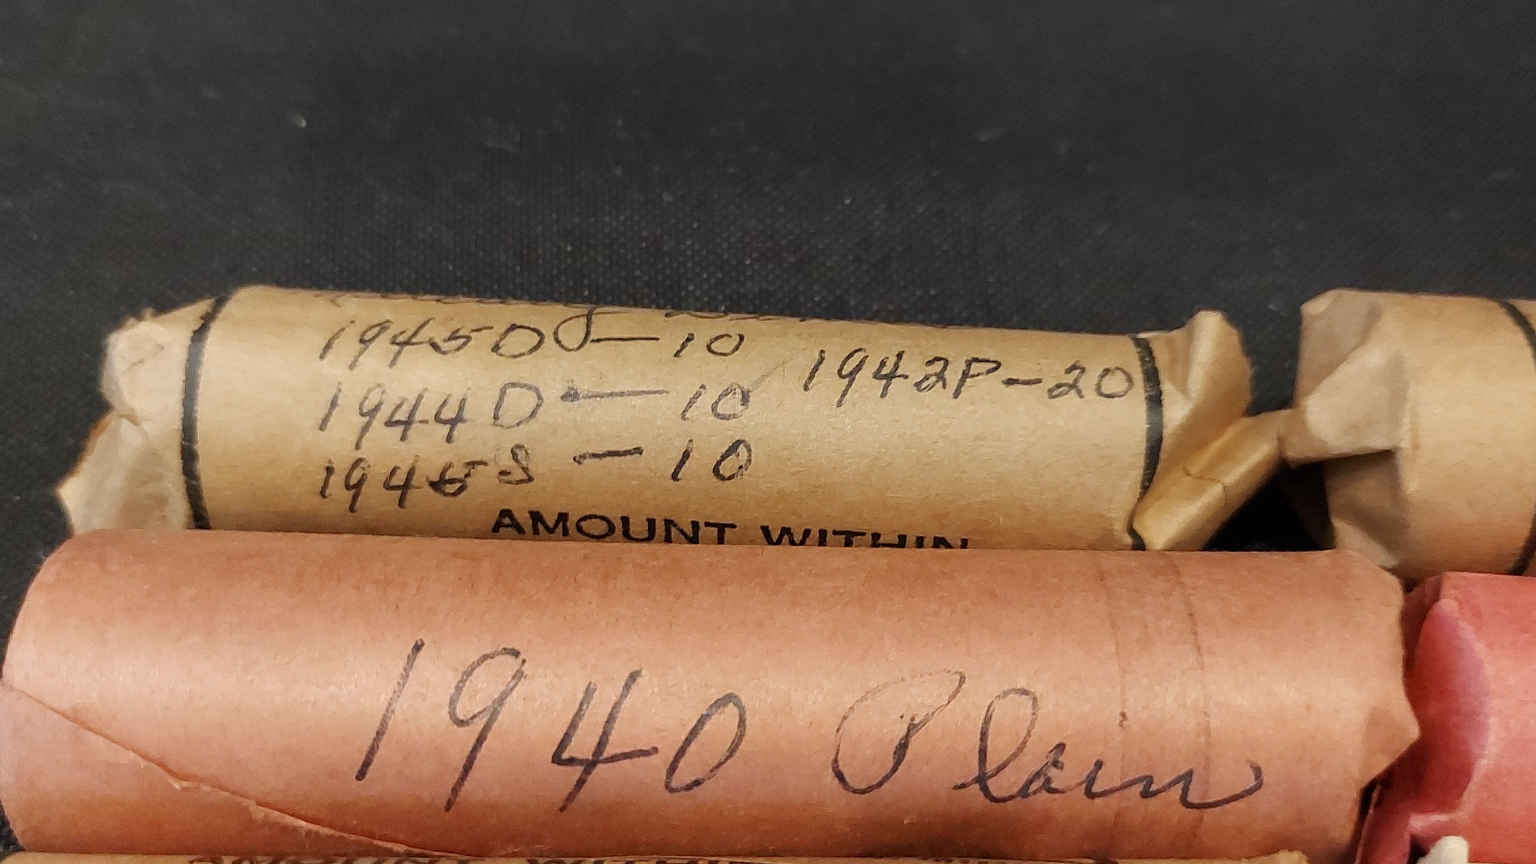 1945D — 10
1944D — 10
1945S — 10
1942P - 20
AMOUNT WITHIN
1940 Plain